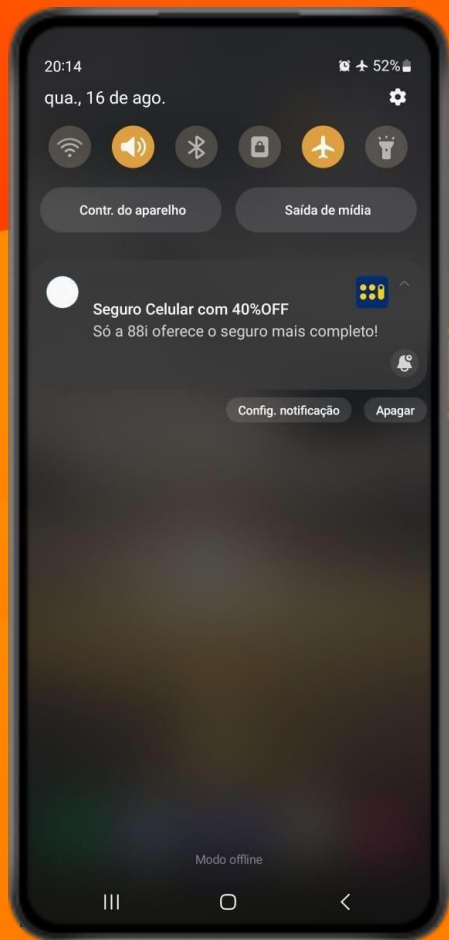 20:14
52%
qua., 16 de ago.
Contr. do aparelho
Saída de mídia
Seguro Celular com 40%OFF
Só a 88i oferece o seguro mais completo!
Config. notificação
Apagar
Modo offline